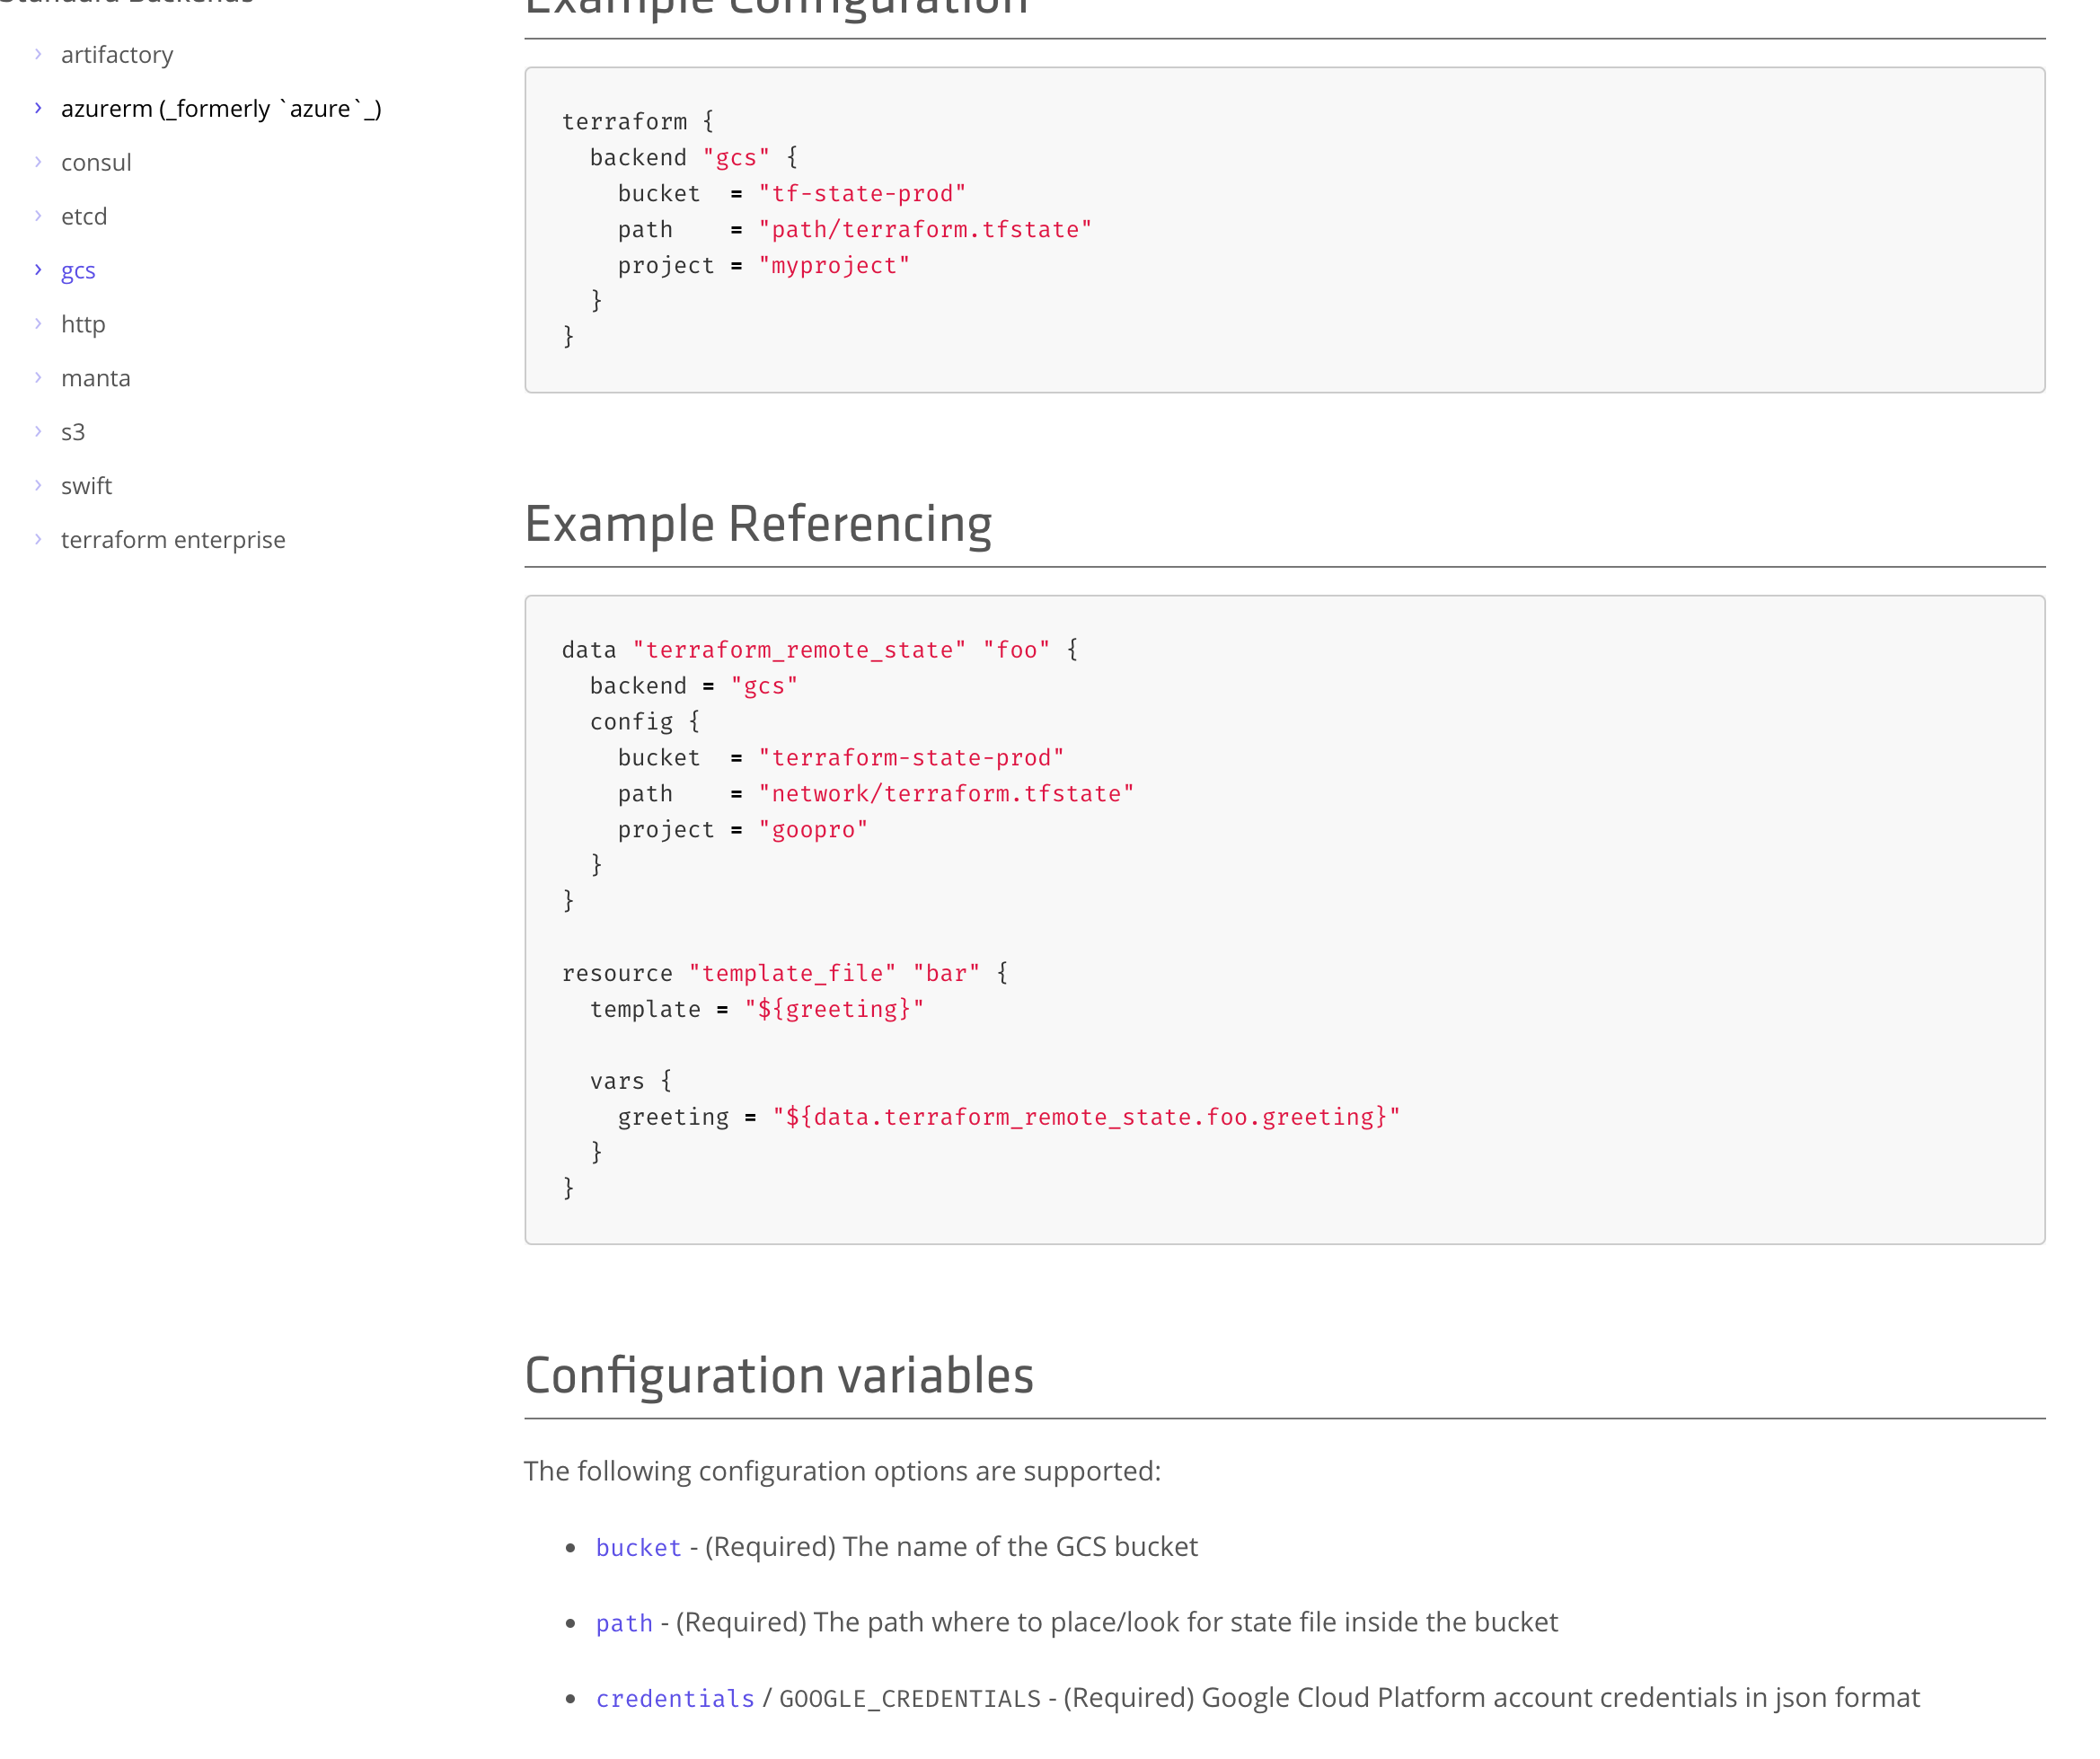 Standard Backends
artifactory
azurerm (_formerly `azure`_)
consul
etcd
gcs
http
manta
s3
swift
terraform enterprise
Example Configuration
terraform {
  backend "gcs" {
    bucket  = "tf-state-prod"
    path    = "path/terraform.tfstate"
    project = "myproject"
  }
}
Example Referencing
data "terraform_remote_state" "foo" {
  backend = "gcs"
  config {
    bucket  = "terraform-state-prod"
    path    = "network/terraform.tfstate"
    project = "goopro"
  }
}
resource "template_file" "bar" {
  template = "${greeting}"
  vars {
    greeting = "${data.terraform_remote_state.foo.greeting}"
  }
}
Configuration variables
The following configuration options are supported:
• bucket - (Required) The name of the GCS bucket
• path - (Required) The path where to place/look for state file inside the bucket
• credentials / GOOGLE_CREDENTIALS - (Required) Google Cloud Platform account credentials in json format